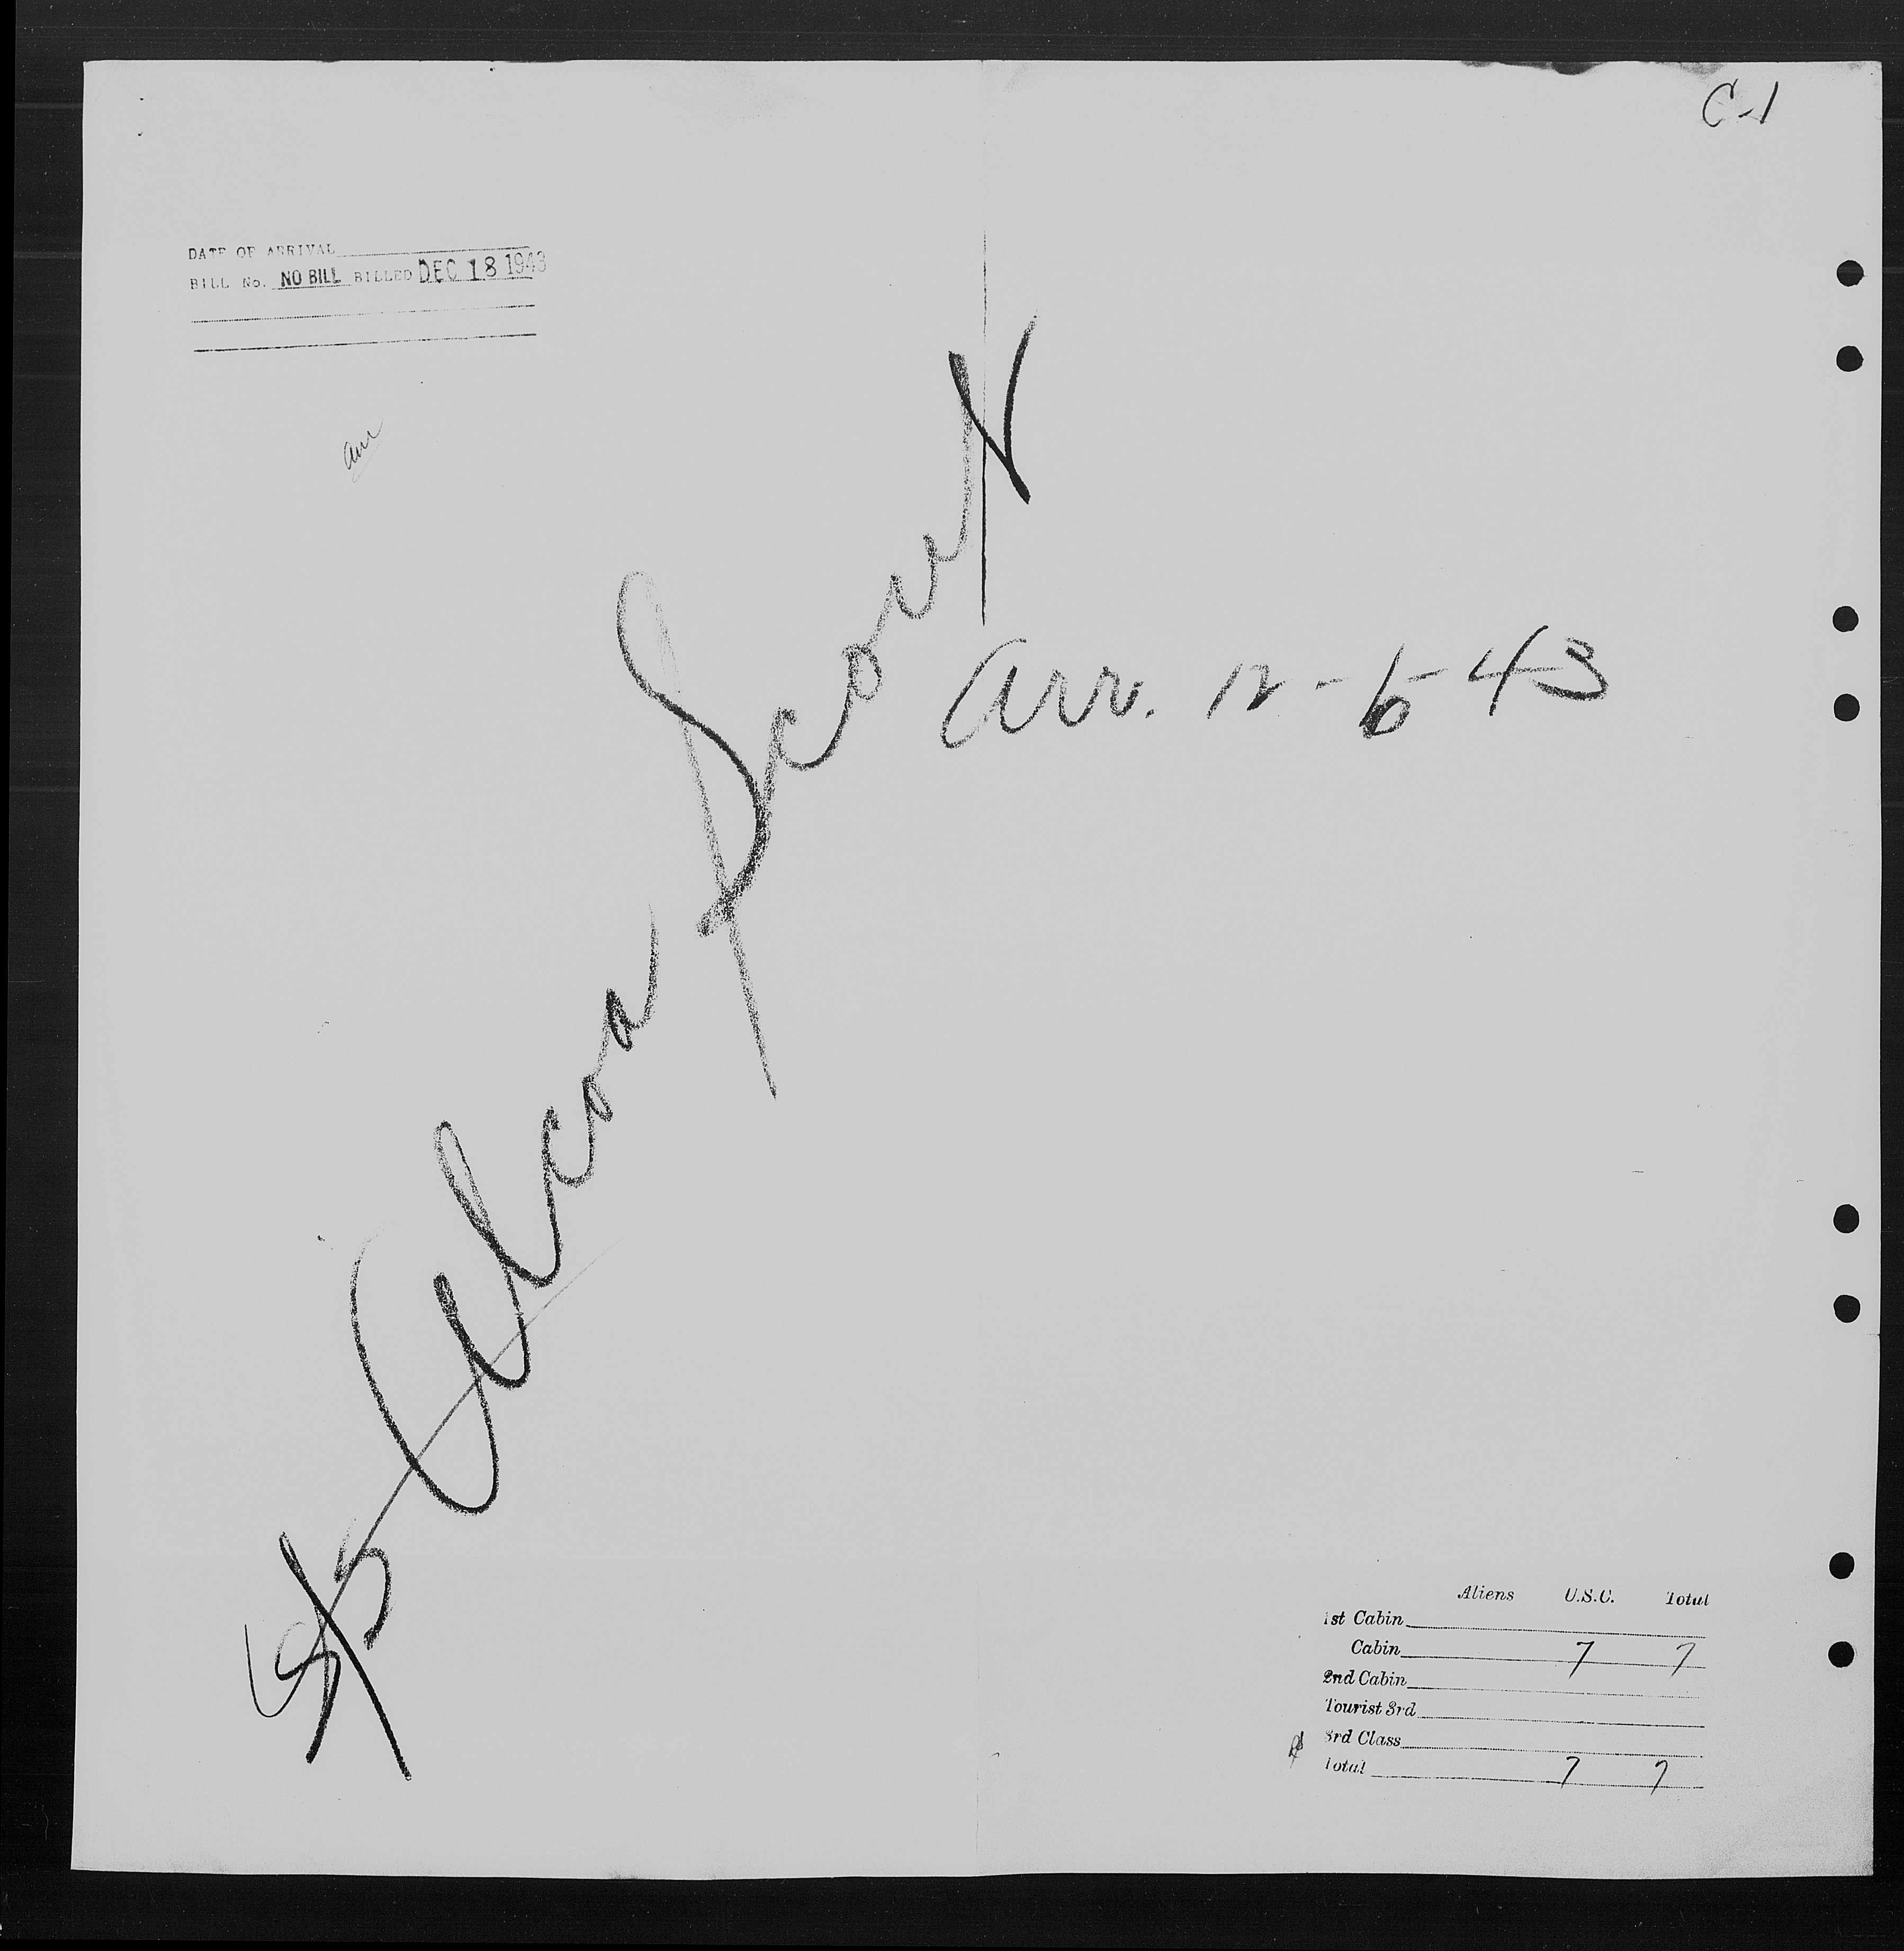 C-1
DATE OF ARRIVAL
BILL No. NO BILL BILLED DEC 18 1943
S/S Alcoa Scout
arr. 12-6-43
Aliens U.S.C. Total
1st Cabin
Cabin 7 7
2nd Cabin
Tourist 3rd
3rd Class
Total 7 7